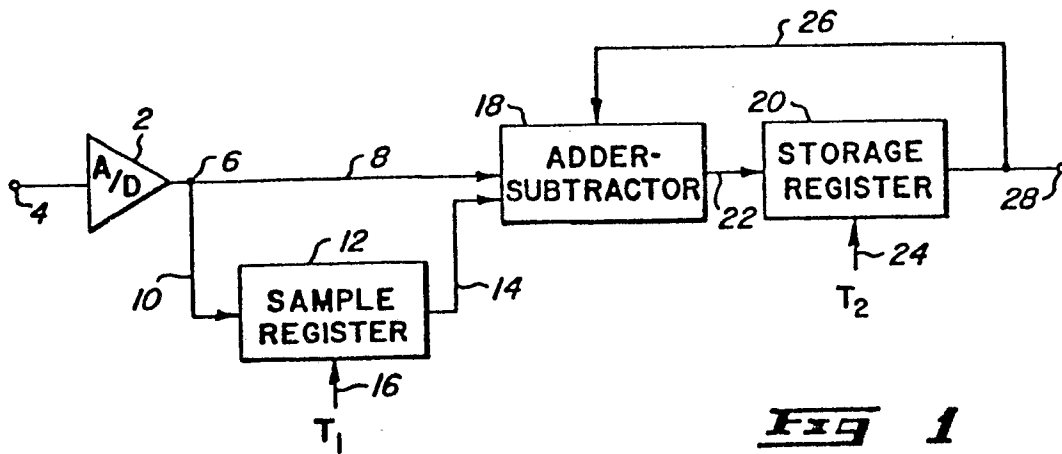 26
18
20
2
A/D
6
8
ADDER-
SUBTRACTOR
STORAGE
REGISTER
4
22
28
12
10
14
24
SAMPLE
REGISTER
T2
16
T1
Fig 1